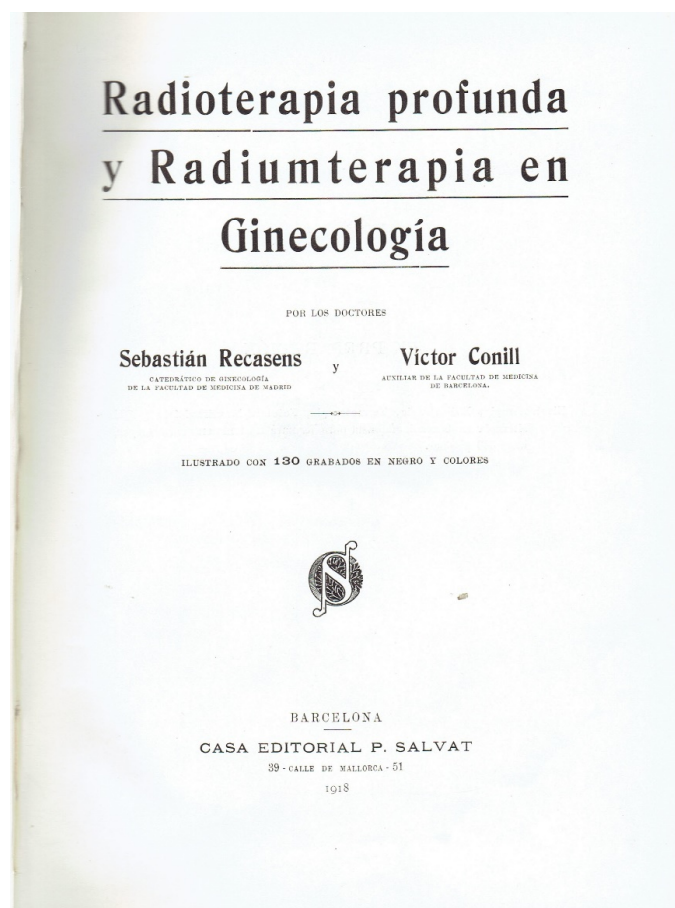 Radioterapia profunda
y Radiumterapia en
Ginecología
POR LOS DOCTORES
Sebastián Recasens
CATEDRÁTICO DE GINECOLOGÍA
DE LA FACULTAD DE MEDICINA DE MADRID
y
Víctor Conill
AUXILIAR DE LA FACULTAD DE MEDICINA
DE BARCELONA.
ILUSTRADO CON 130 GRABADOS EN NEGRO Y COLORES
S
BARCELONA
CASA EDITORIAL P. SALVAT
39 - CALLE DE MALLORCA - 51
1918